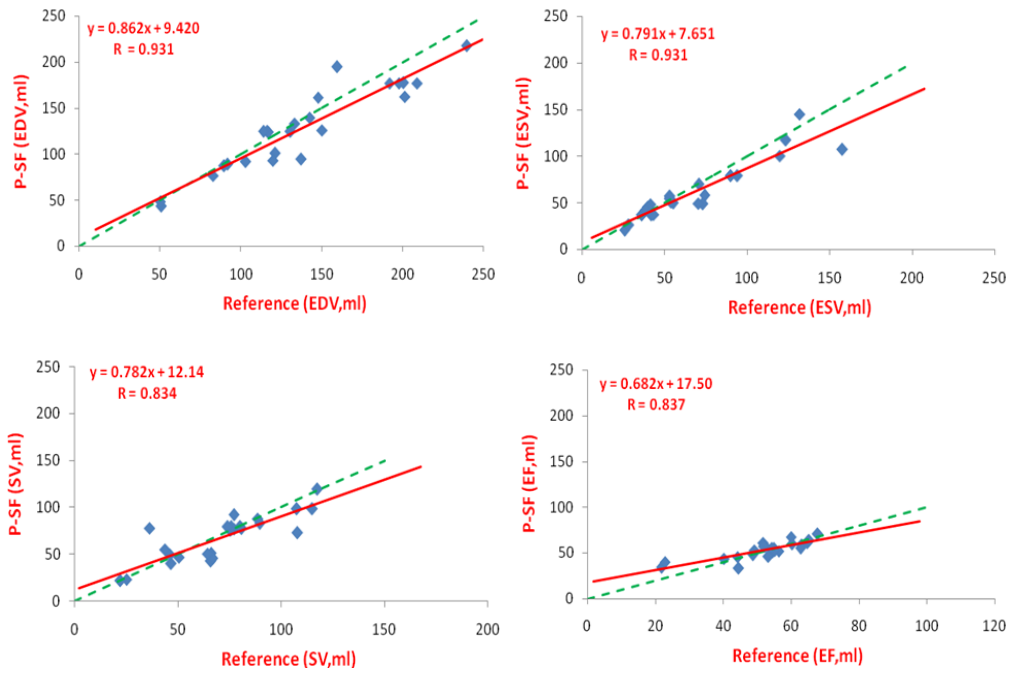 y = 0.862x + 9.420
R = 0.931
P-SF (EDV,ml)
250
200
150
100
50
0
0 50 100 150 200 250
Reference (EDV,ml)
y = 0.791x + 7.651
R = 0.931
P-SF (ESV,ml)
250
200
150
100
50
0
0 50 100 150 200 250
Reference (ESV,ml)
y = 0.782x + 12.14
R = 0.834
P-SF (SV,ml)
250
200
150
100
50
0
0 50 100 150 200
Reference (SV,ml)
y = 0.682x + 17.50
R = 0.837
P-SF (EF,ml)
250
200
150
100
50
0
0 20 40 60 80 100 120
Reference (EF,ml)